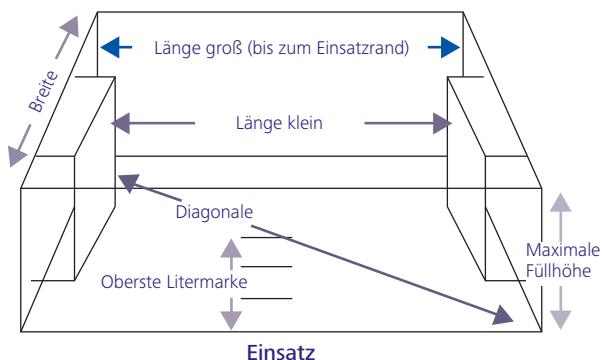 Länge groß (bis zum Einsatzrand)
Breite
Länge klein
Diagonale
Maximale
Füllhöhe
Oberste Litermarke
Einsatz